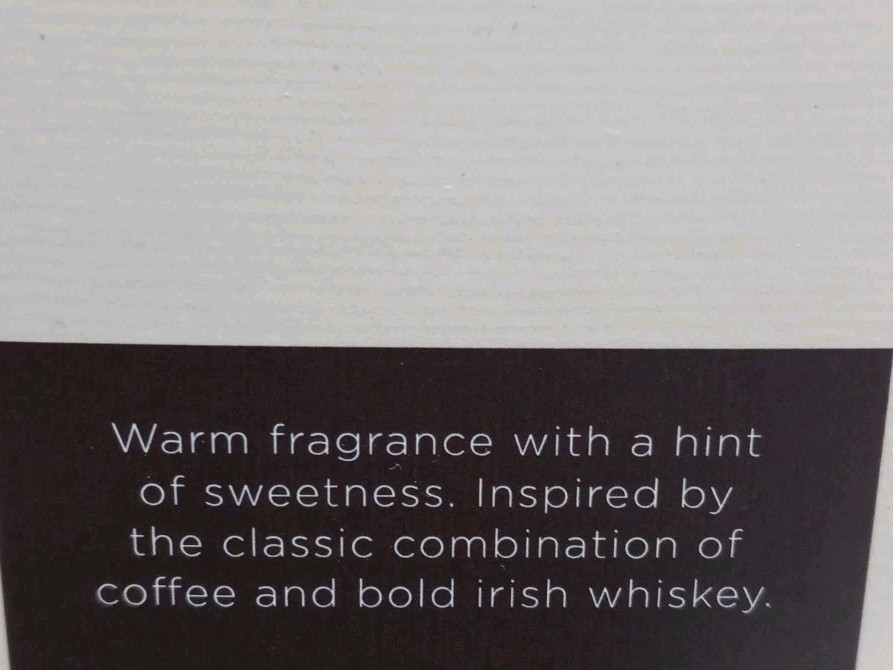 Warm fragrance with a hint
of sweetness. Inspired by
the classic combination of
coffee and bold irish whiskey.